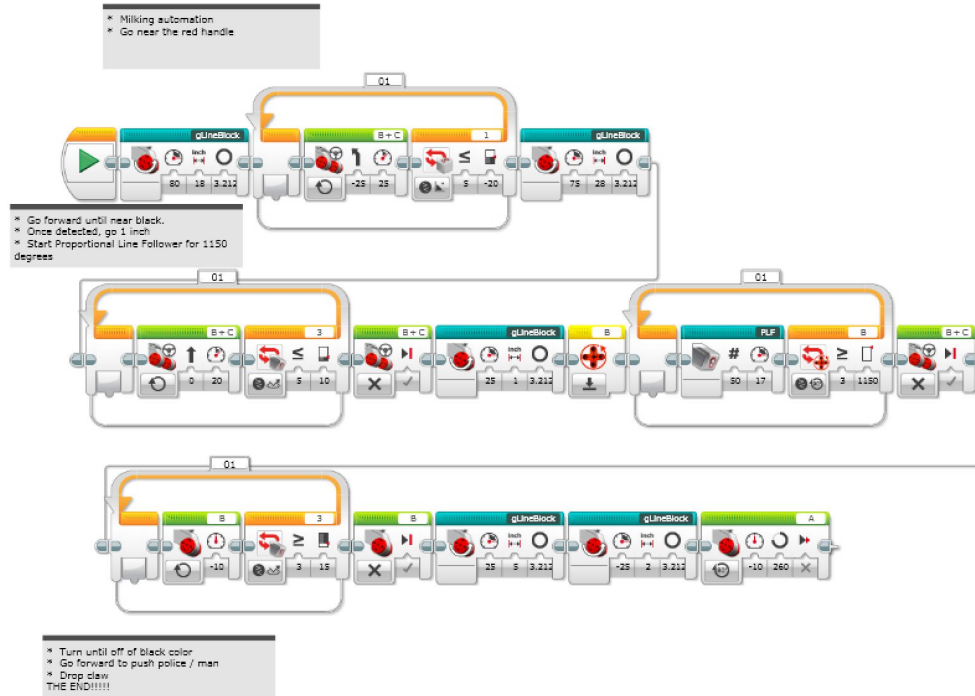 * Milking automation
* Go near the red handle
01
B + C
1
gLineBlock
gLineBlock
80 18 3.212
-25 25
≤
5 -20
75 28 3.212
inch
inch
* Go forward until near black.
* Once detected, go 1 inch
* Start Proportional Line Follower for 1150
degrees
01
01
B + C
3
B + C
gLineBlock
B
PLF
B
B + C
≤
inch
#
≥
0 20
5 10
25 1 3.212
50 17
3 1150
01
B
3
B
gLineBlock
gLineBlock
A
≥
inch
inch
-10
3 15
25 5 3.212
-25 2 3.212
-10 260
* Turn until off of black color
* Go forward to push police / man
* Drop claw
THE END!!!!!